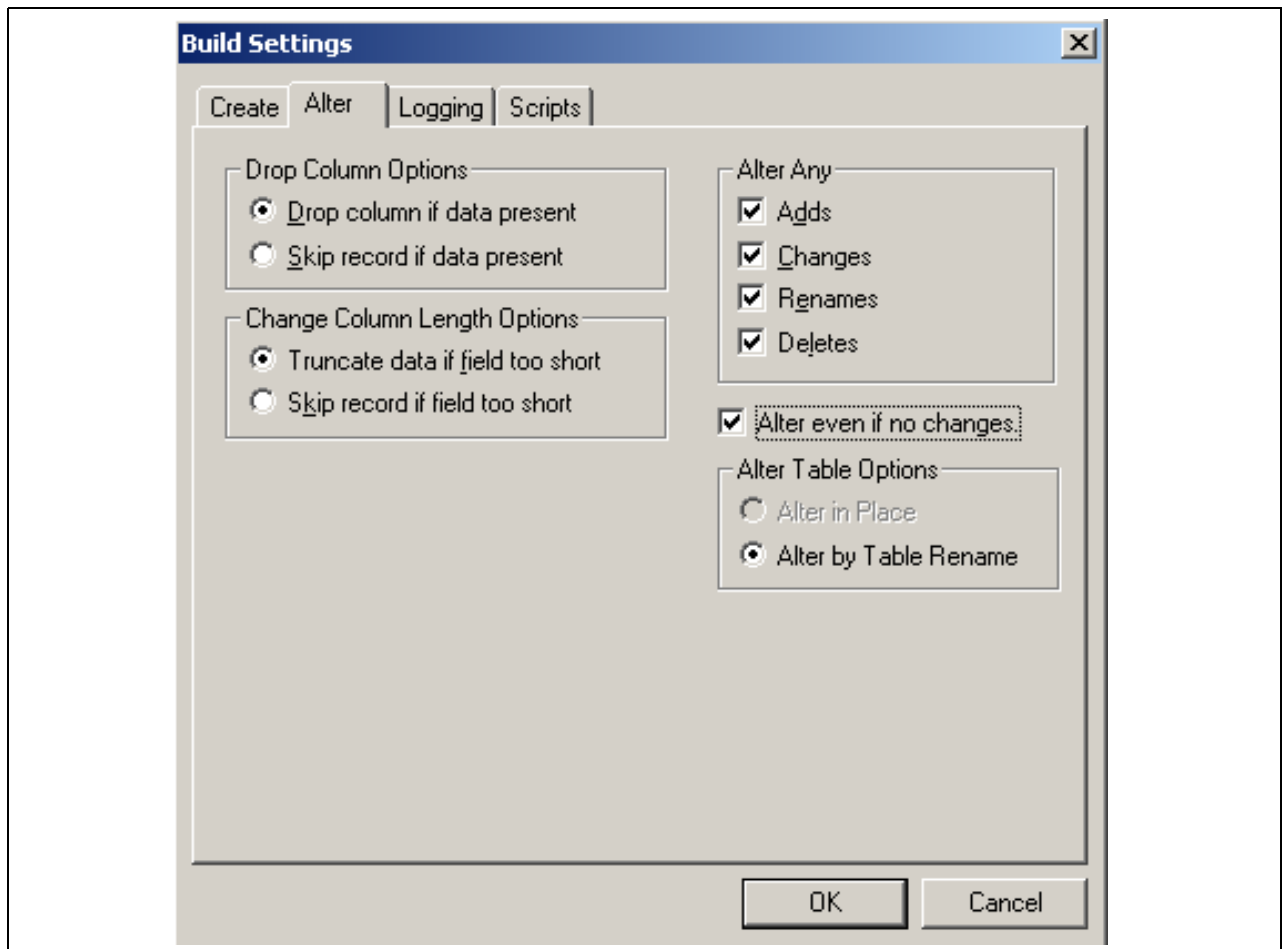 Build Settings
Create Alter Logging Scripts
Drop Column Options
Drop column if data present
Skip record if data present
Change Column Length Options
Truncate data if field too short
Skip record if field too short
Alter Any
Adds
Changes
Renames
Deletes
Alter even if no changes.
Alter Table Options
Alter in Place
Alter by Table Rename
OK Cancel